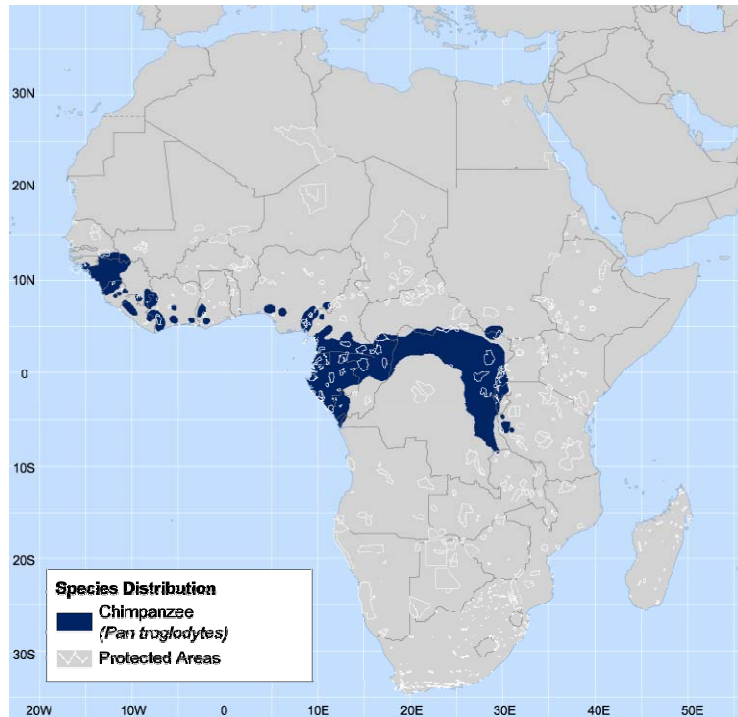 30N
20N
10N
0
10S
20S
30S
Species Distribution
Chimpanzee
(Pan troglodytes)
Protected Areas
20W 10W 0 10E 20E 30E 40E 50E